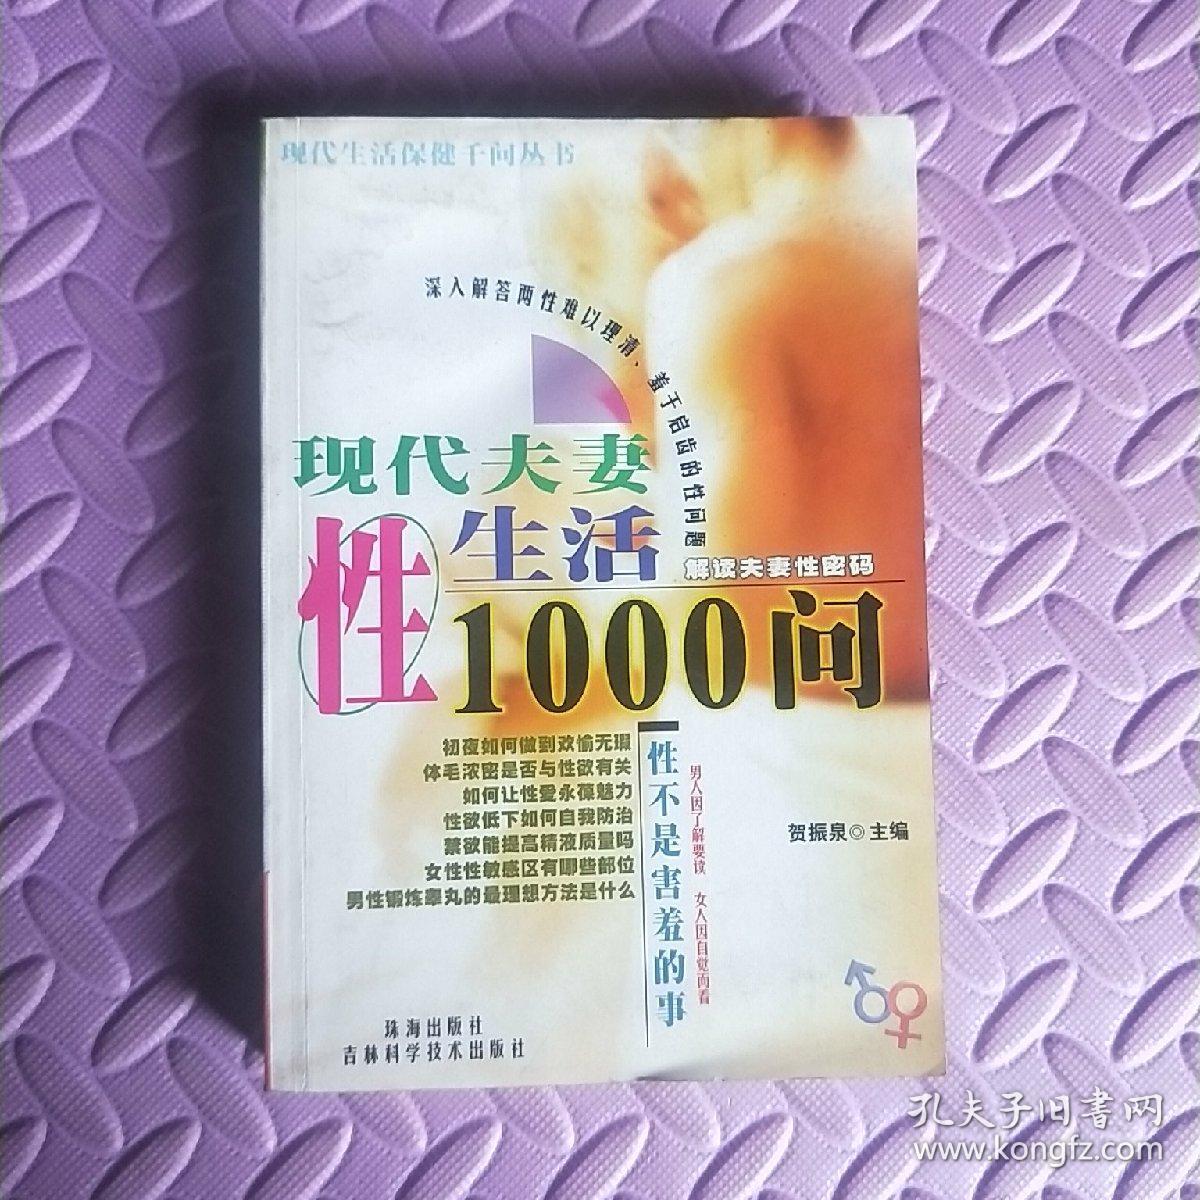 现代生活保健千问丛书
深入解答两性难以理清、羞于启齿的性问题
现代夫妻
性生活
解读夫妻性密码
1000问
初夜如何做到欢愉无瑕
体毛浓密是否与性欲有关
如何让性爱永葆魅力
性欲低下如何自我防治
禁欲能提高精液质量吗
女性性敏感区有哪些部位
男性锻炼睾丸的最理想方法是什么
性不是害羞的事
男人因了解要读 女人因自觉而看
贺振泉◎主编
珠海出版社
吉林科学技术出版社
孔夫子旧书网
www.kongfz.com